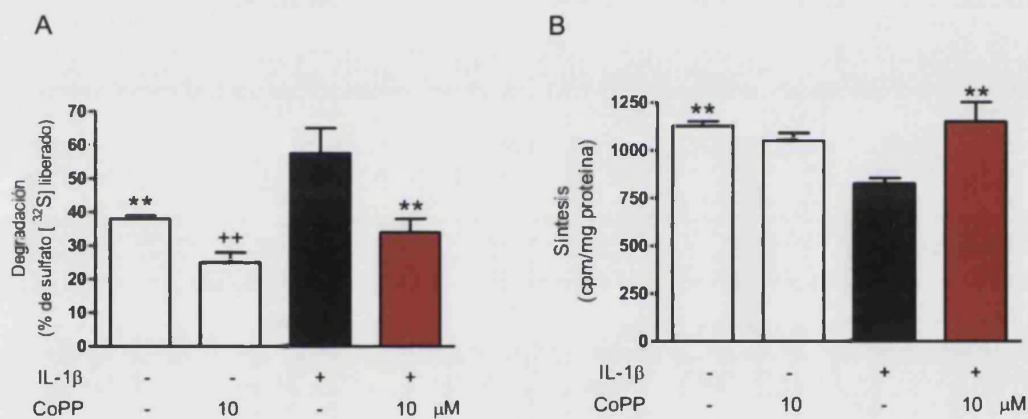 A
Degradación
(% de sulfato [ ³²S] liberado)
70
60
50
40
30
20
10
0
**
++
**
IL-1β - - + +
CoPP - 10 - 10 μM
B
Síntesis
(cpm/mg proteína)
1250
1000
750
500
250
0
**
**
IL-1β - - + +
CoPP - 10 - 10 μM